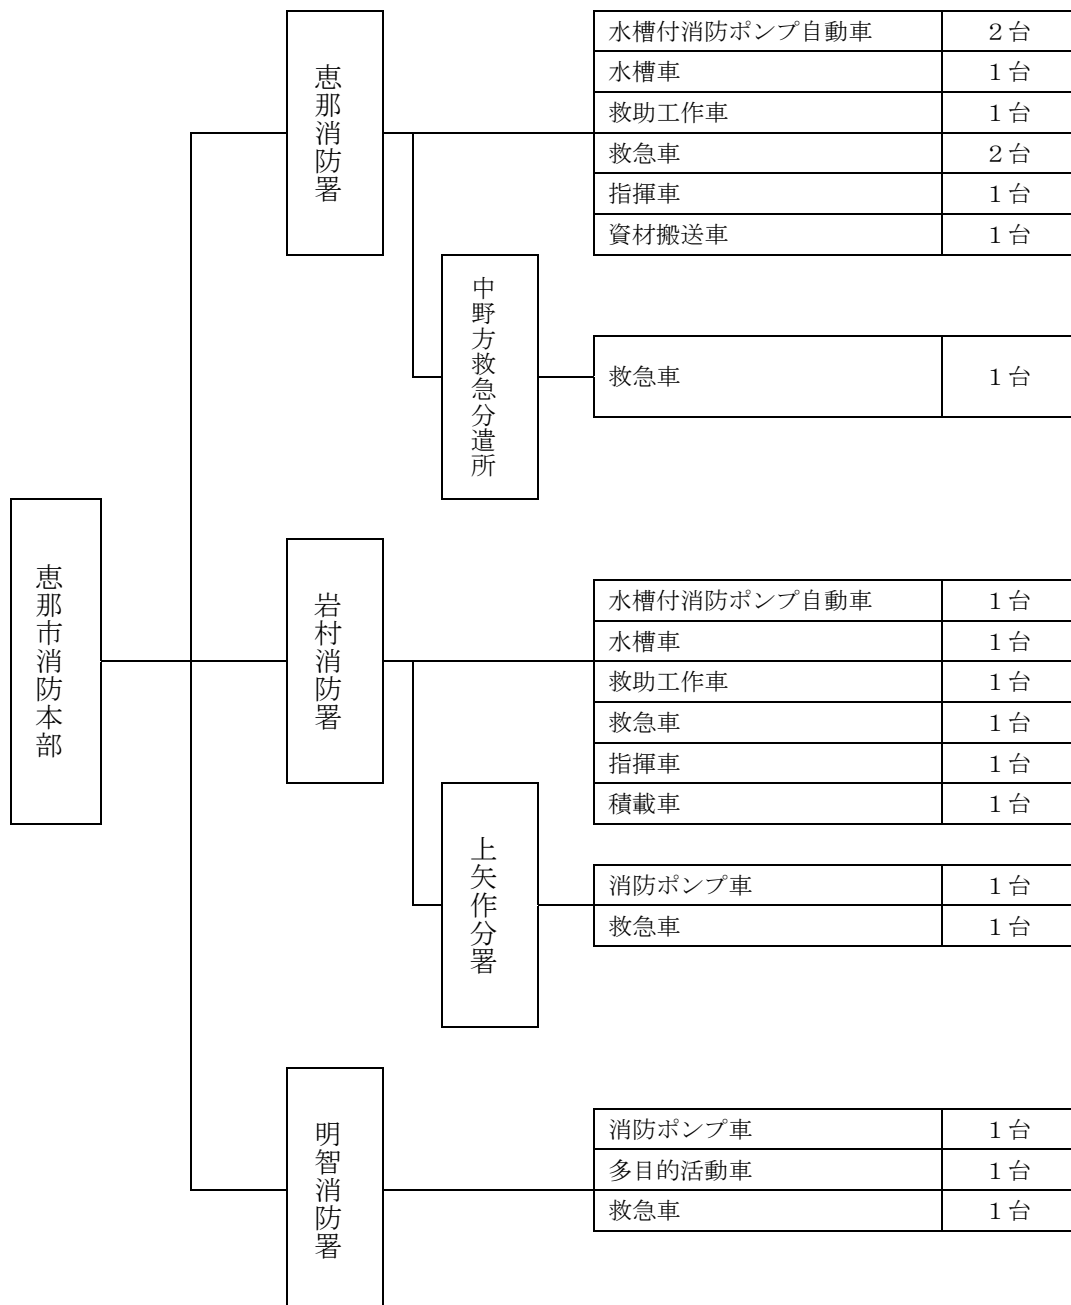 恵那市消防本部
恵那消防署
水槽付消防ポンプ自動車 ２台
水槽車 １台
救助工作車 １台
救急車 ２台
指揮車 １台
資材搬送車 １台
中野方救急分遣所
救急車 １台
岩村消防署
水槽付消防ポンプ自動車 １台
水槽車 １台
救助工作車 １台
救急車 １台
指揮車 １台
積載車 １台
上矢作分署
消防ポンプ車 １台
救急車 １台
明智消防署
消防ポンプ車 １台
多目的活動車 １台
救急車 １台